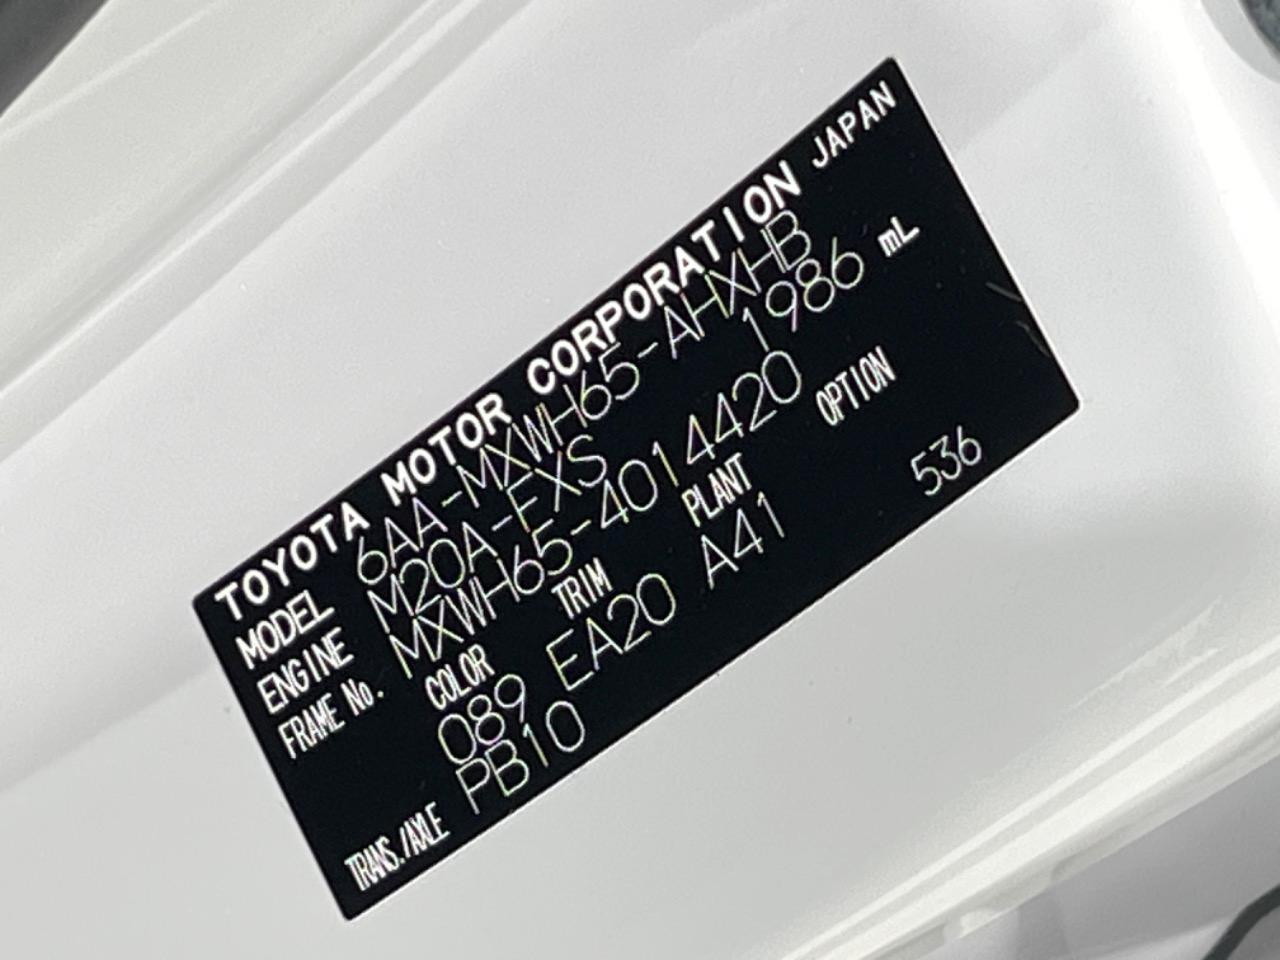 TOYOTA MOTOR CORPORATION JAPAN
MODEL 6AA-MXWH65-AHXHB
ENGINE M20A-FXS 1986 mL
FRAME No. MXWH65-4014420
COLOR TRIM PLANT OPTION
089 EA20 A41 536
TRANS./AXLE PB10